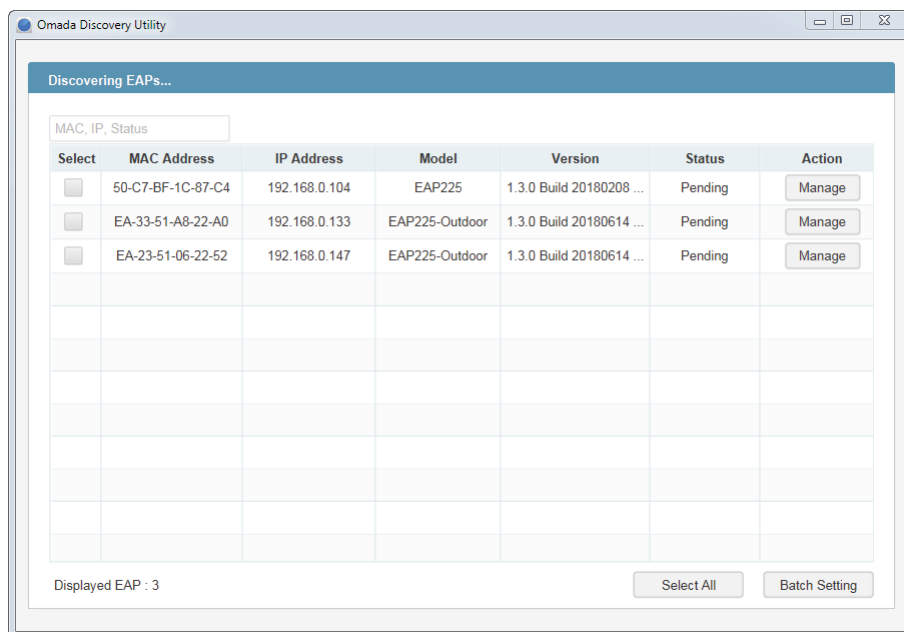 Omada Discovery Utility
Discovering EAPs...
MAC, IP, Status
Select MAC Address IP Address Model Version Status Action
50-C7-BF-1C-87-C4 192.168.0.104 EAP225 1.3.0 Build 20180208 ... Pending Manage
EA-33-51-A8-22-A0 192.168.0.133 EAP225-Outdoor 1.3.0 Build 20180614 ... Pending Manage
EA-23-51-06-22-52 192.168.0.147 EAP225-Outdoor 1.3.0 Build 20180614 ... Pending Manage
Displayed EAP : 3 Select All Batch Setting